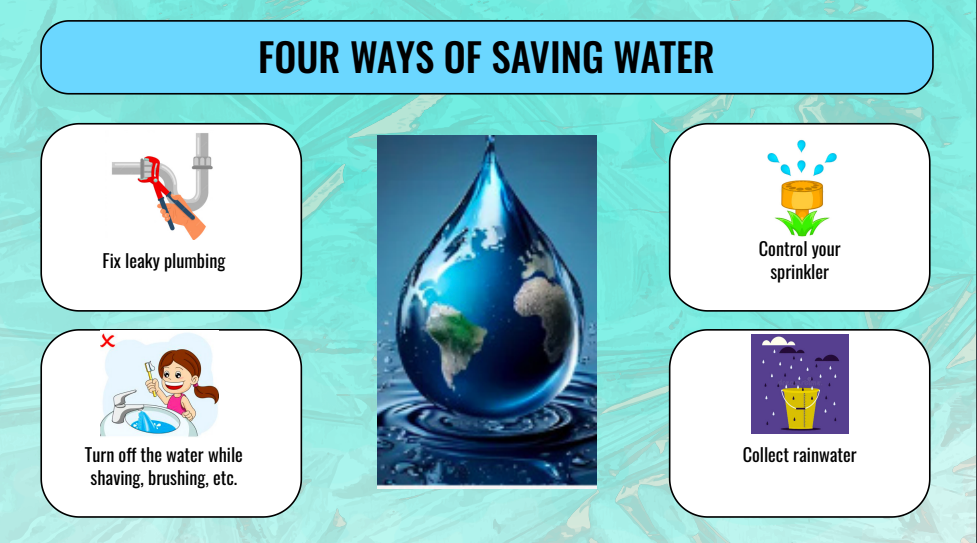 FOUR WAYS OF SAVING WATER
Fix leaky plumbing
Control your
sprinkler
Turn off the water while
shaving, brushing, etc.
Collect rainwater